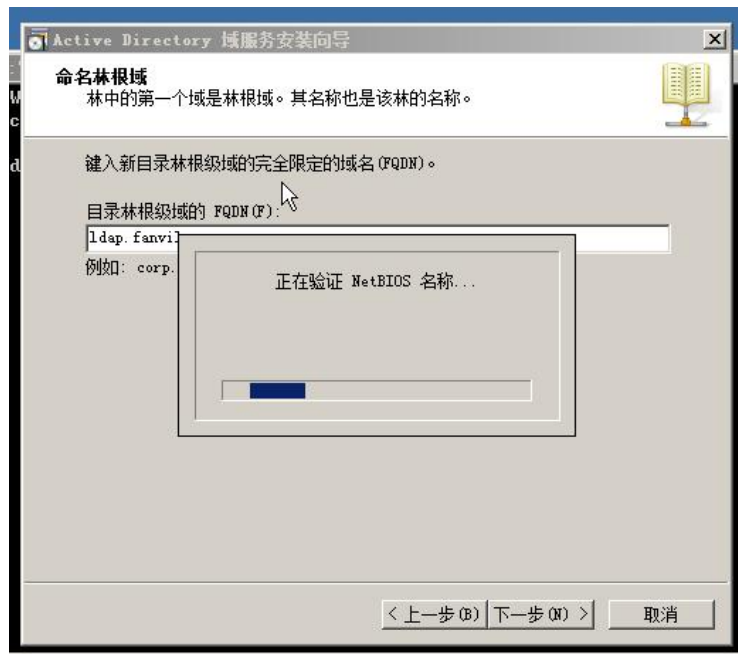 Active Directory 域服务安装向导
命名林根域
林中的第一个域是林根域。其名称也是该林的名称。
键入新目录林根级域的完全限定的域名(FQDN)。
目录林根级域的 FQDN(F):
ldap.fanvil
例如: corp.
正在验证 NetBIOS 名称...
< 上一步(B)
下一步(N) >
取消
W
c
d